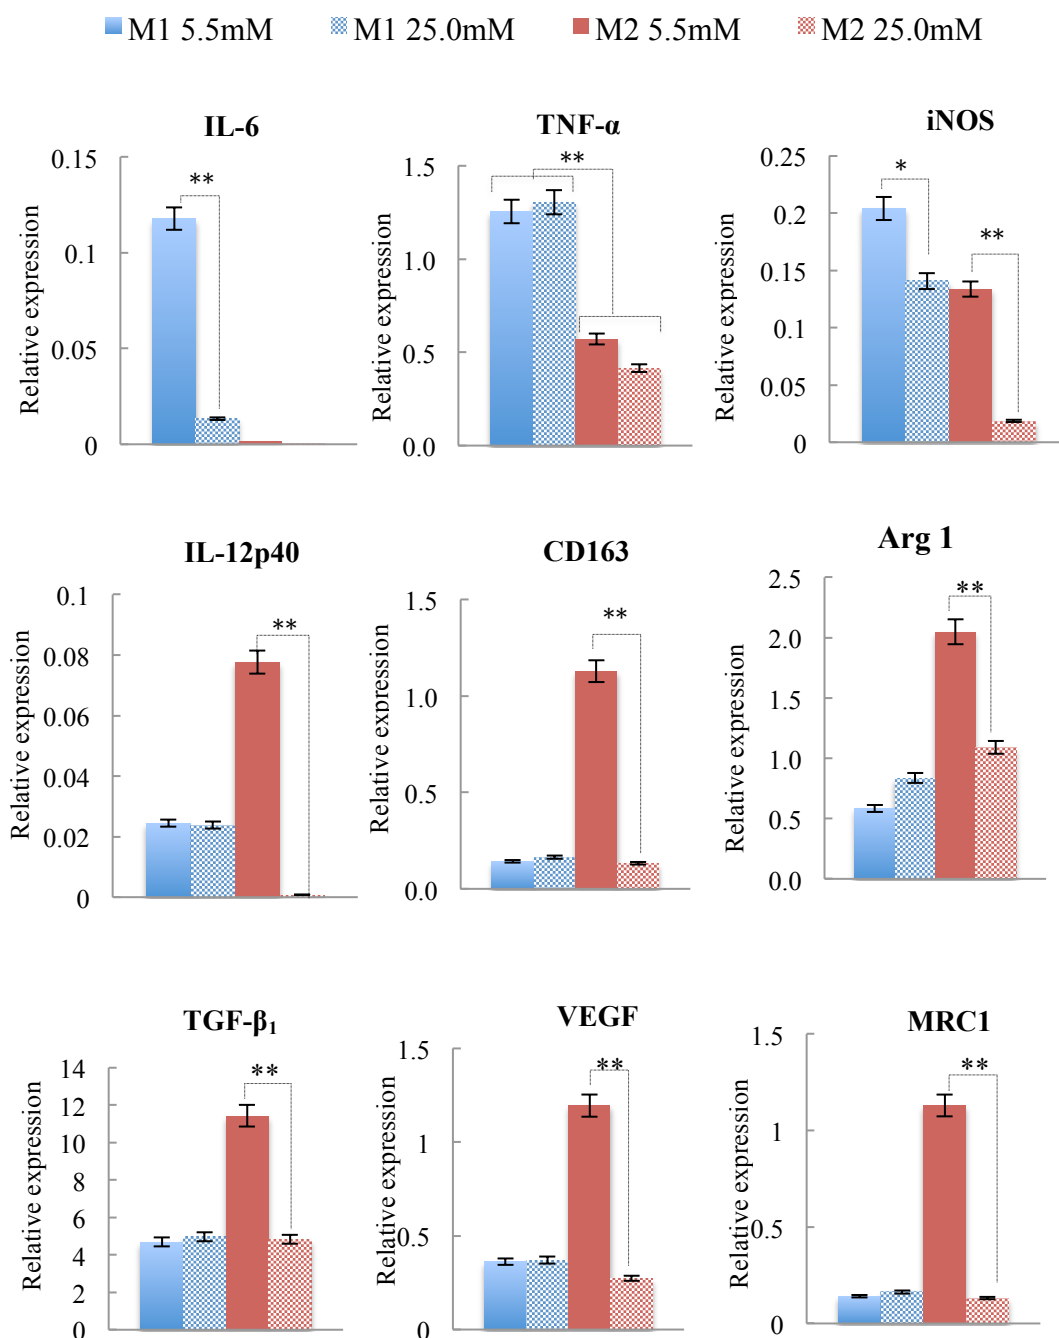 M1 5.5mM M1 25.0mM M2 5.5mM M2 25.0mM
IL-6
Relative expression
0.15
0.1
0.05
0
**
TNF-α
Relative expression
1.5
1.0
0.5
0.0
**
iNOS
Relative expression
0.25
0.2
0.15
0.1
0.05
0
*
**
IL-12p40
Relative expression
0.1
0.08
0.06
0.04
0.02
0
**
CD163
Relative expression
1.5
1.0
0.5
0.0
**
Arg 1
Relative expression
2.5
2.0
1.5
1.0
0.5
0.0
**
TGF-β₁
Relative expression
14
12
10
8
6
4
2
0
**
VEGF
Relative expression
1.5
1
0.5
0
**
MRC1
Relative expression
1.5
1
0.5
0
**